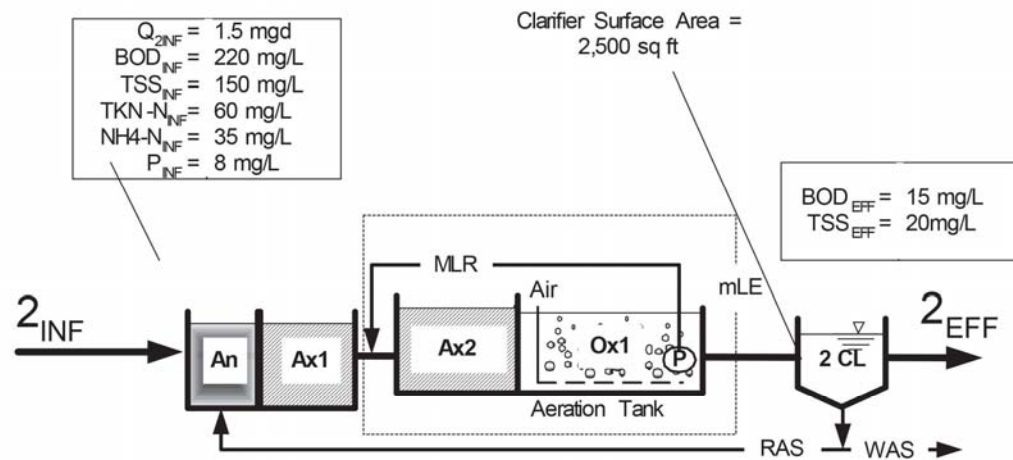 Q2INF = 1.5 mgd
BODINF = 220 mg/L
TSSINF = 150 mg/L
TKN-NINF= 60 mg/L
NH4-NINF = 35 mg/L
PINF = 8 mg/L
Clarifier Surface Area =
2,500 sq ft
BODEFF = 15 mg/L
TSSEFF = 20mg/L
MLR
mLE
Air
2INF
An
Ax1
Ax2
Ox1
P
2 CL
2EFF
Aeration Tank
RAS
WAS